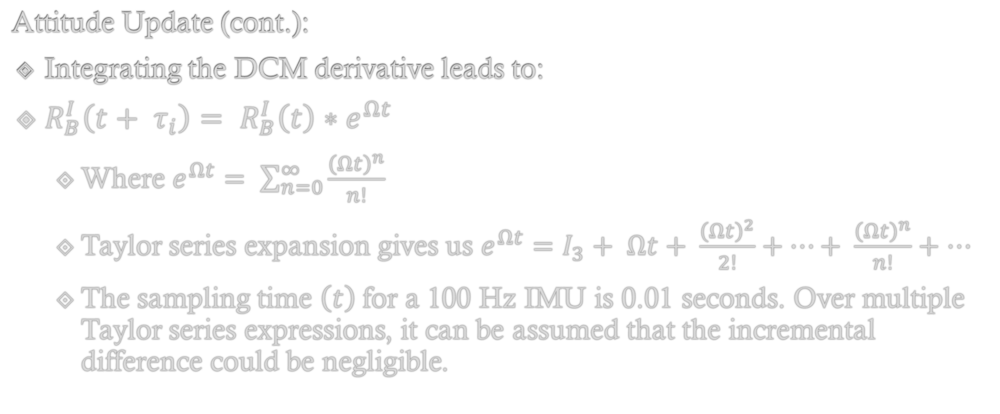 Attitude Update (cont.):
❖ Integrating the DCM derivative leads to:
❖ $R_B^I(t + \tau_i) = R_B^I(t) * e^{\Omega t}$
❖ Where $e^{\Omega t} = \sum_{n=0}^{\infty} \frac{(\Omega t)^n}{n!}$
❖ Taylor series expansion gives us $e^{\Omega t} = I_3 + \Omega t + \frac{(\Omega t)^2}{2!} + \cdots + \frac{(\Omega t)^n}{n!} + \cdots$
❖ The sampling time $(t)$ for a 100 Hz IMU is 0.01 seconds. Over multiple
Taylor series expressions, it can be assumed that the incremental
difference could be negligible.